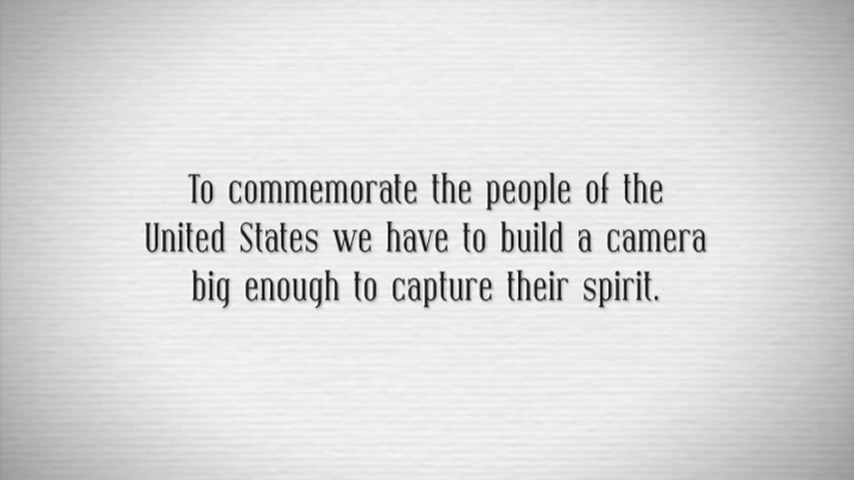 To commemorate the people of the
United States we have to build a camera
big enough to capture their spirit.